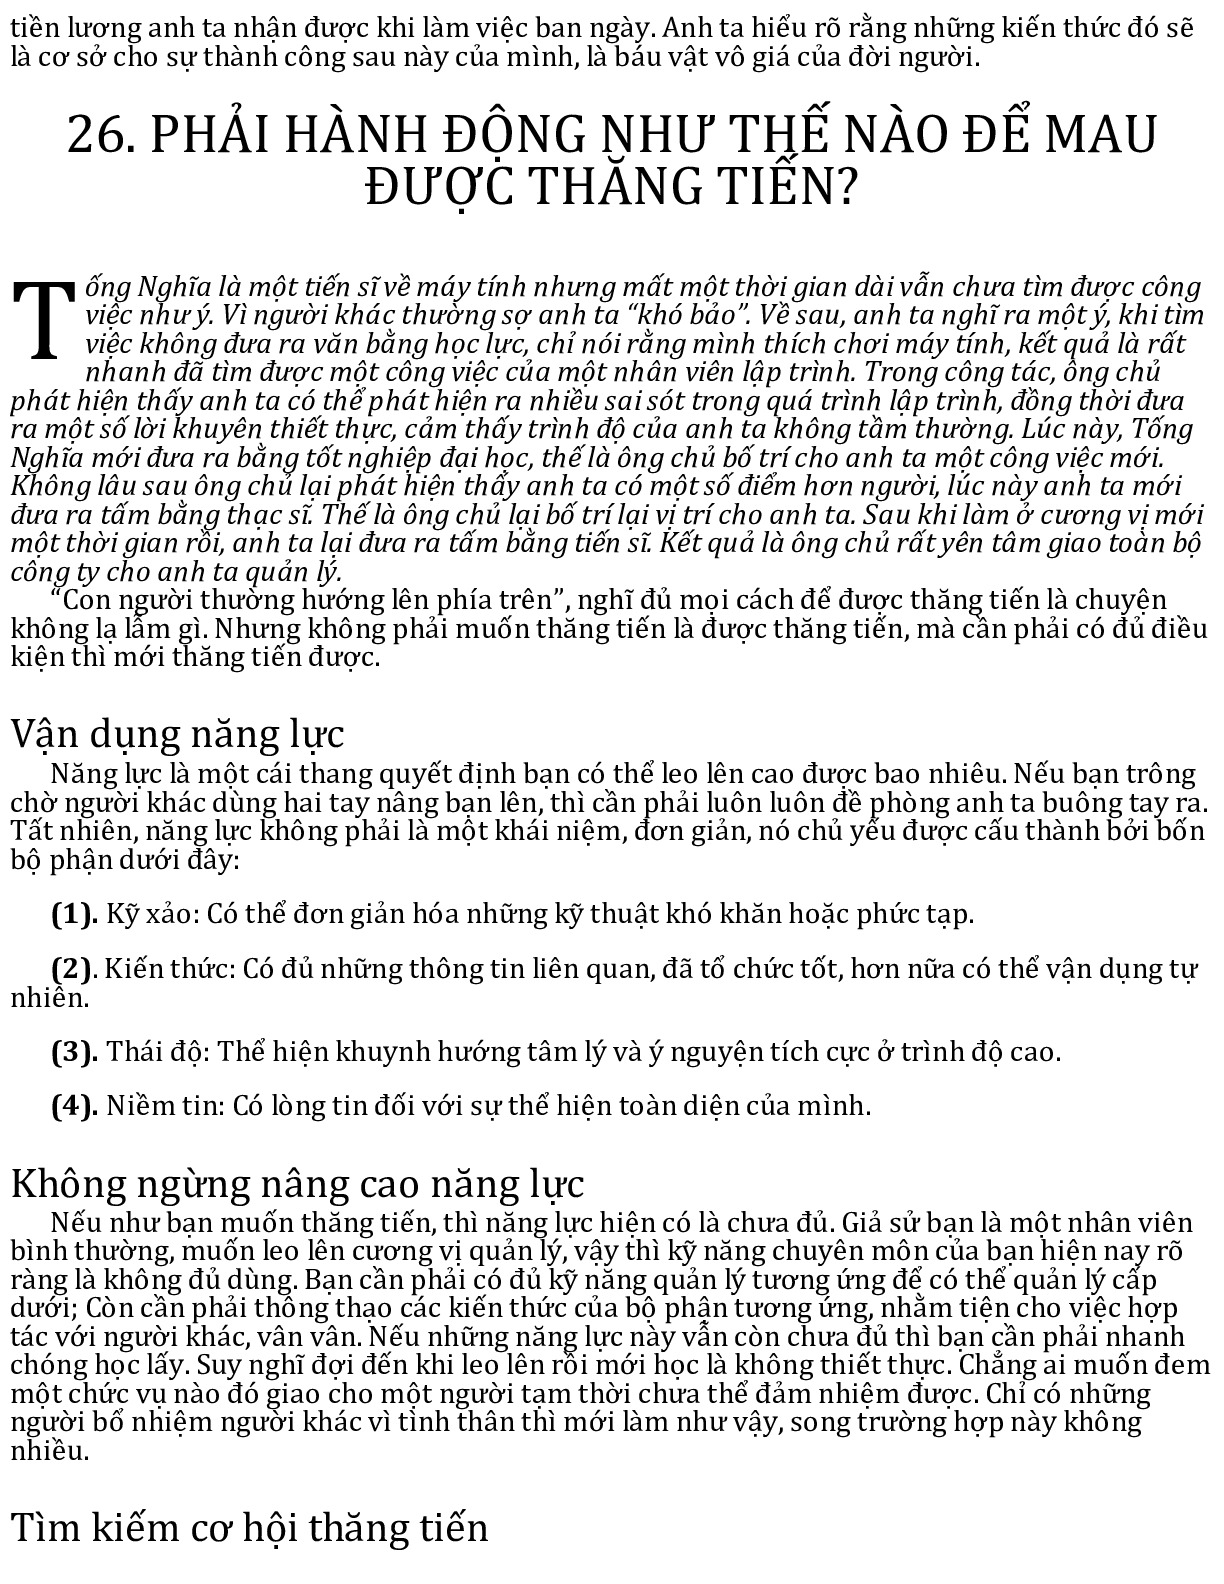 tiền lương anh ta nhận được khi làm việc ban ngày. Anh ta hiểu rõ rằng những kiến thức đó sẽ
là cơ sở cho sự thành công sau này của mình, là báu vật vô giá của đời người.
26. PHẢI HÀNH ĐỘNG NHƯ THẾ NÀO ĐỂ MAU
ĐƯỢC THĂNG TIẾN?
Tống Nghĩa là một tiến sĩ về máy tính nhưng mất một thời gian dài vẫn chưa tìm được công
việc như ý. Vì người khác thường sợ anh ta “khó bảo”. Về sau, anh ta nghĩ ra một ý, khi tìm
việc không đưa ra văn bằng học lực, chỉ nói rằng mình thích chơi máy tính, kết quả là rất
nhanh đã tìm được một công việc của một nhân viên lập trình. Trong công tác, ông chủ
phát hiện thấy anh ta có thể phát hiện ra nhiều sai sót trong quá trình lập trình, đồng thời đưa
ra một số lời khuyên thiết thực, cảm thấy trình độ của anh ta không tầm thường. Lúc này, Tống
Nghĩa mới đưa ra bằng tốt nghiệp đại học, thế là ông chủ bố trí cho anh ta một công việc mới.
Không lâu sau ông chủ lại phát hiện thấy anh ta có một số điểm hơn người, lúc này anh ta mới
đưa ra tấm bằng thạc sĩ. Thế là ông chủ lại bố trí lại vị trí cho anh ta. Sau khi làm ở cương vị mới
một thời gian rồi, anh ta lại đưa ra tấm bằng tiến sĩ. Kết quả là ông chủ rất yên tâm giao toàn bộ
công ty cho anh ta quản lý.
“Con người thường hướng lên phía trên”, nghĩ đủ mọi cách để được thăng tiến là chuyện
không lạ lắm gì. Nhưng không phải muốn thăng tiến là được thăng tiến, mà cần phải có đủ điều
kiện thì mới thăng tiến được.
Vận dụng năng lực
Năng lực là một cái thang quyết định bạn có thể leo lên cao được bao nhiêu. Nếu bạn trông
chờ người khác dùng hai tay nâng bạn lên, thì cần phải luôn luôn đề phòng anh ta buông tay ra.
Tất nhiên, năng lực không phải là một khái niệm, đơn giản, nó chủ yếu được cấu thành bởi bốn
bộ phận dưới đây:
(1). Kỹ xảo: Có thể đơn giản hóa những kỹ thuật khó khăn hoặc phức tạp.
(2). Kiến thức: Có đủ những thông tin liên quan, đã tổ chức tốt, hơn nữa có thể vận dụng tự
nhiên.
(3). Thái độ: Thể hiện khuynh hướng tâm lý và ý nguyện tích cực ở trình độ cao.
(4). Niềm tin: Có lòng tin đối với sự thể hiện toàn diện của mình.
Không ngừng nâng cao năng lực
Nếu như bạn muốn thăng tiến, thì năng lực hiện có là chưa đủ. Giả sử bạn là một nhân viên
bình thường, muốn leo lên cương vị quản lý, vậy thì kỹ năng chuyên môn của bạn hiện nay rõ
ràng là không đủ dùng. Bạn cần phải có đủ kỹ năng quản lý tương ứng để có thể quản lý cấp
dưới; Còn cần phải thông thạo các kiến thức của bộ phận tương ứng, nhằm tiện cho việc hợp
tác với người khác, vân vân. Nếu những năng lực này vẫn còn chưa đủ thì bạn cần phải nhanh
chóng học lấy. Suy nghĩ đợi đến khi leo lên rồi mới học là không thiết thực. Chẳng ai muốn đem
một chức vụ nào đó giao cho một người tạm thời chưa thể đảm nhiệm được. Chỉ có những
người bổ nhiệm người khác vì tình thân thì mới làm như vậy, song trường hợp này không
nhiều.
Tìm kiếm cơ hội thăng tiến